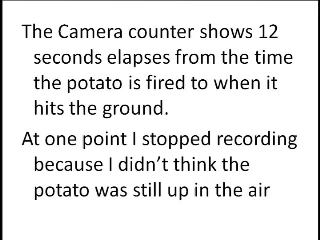 The Camera counter shows 12
seconds elapses from the time
the potato is fired to when it
hits the ground.
At one point I stopped recording
because I didn’t think the
potato was still up in the air